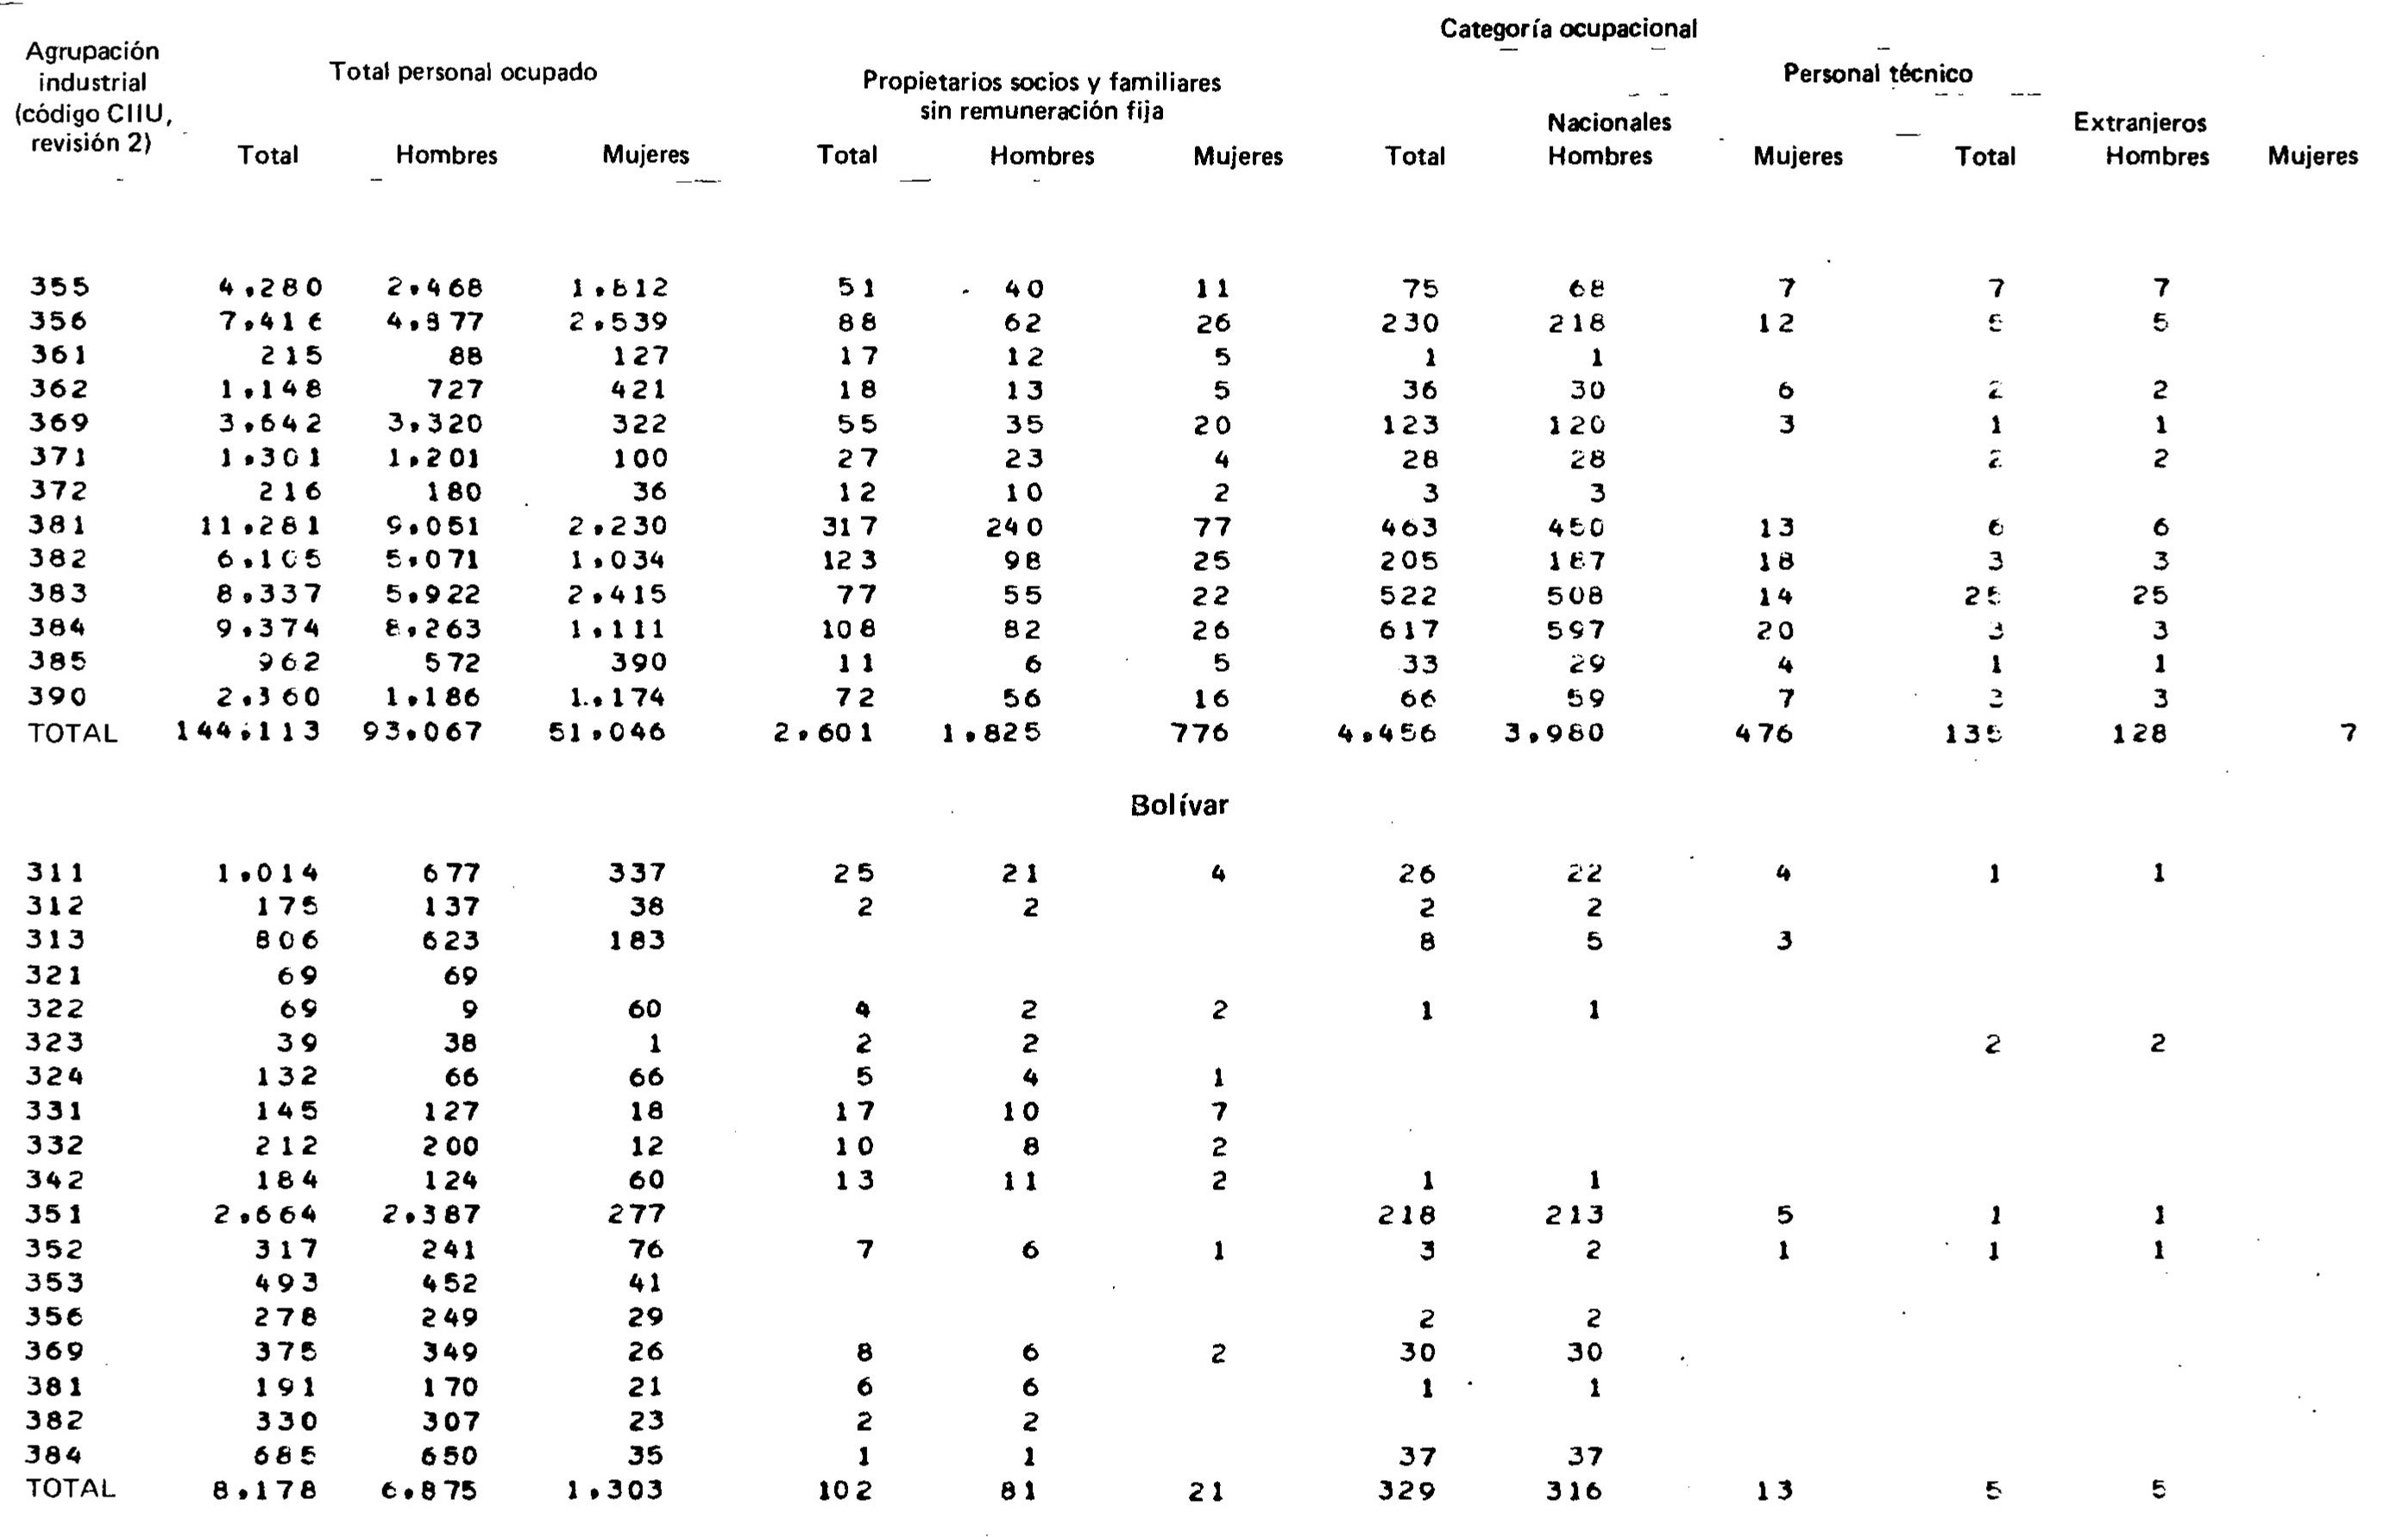 Categoría ocupacional
Agrupación industrial (código CIIU, revisión 2)
Total personal ocupado
Propietarios socios y familiares sin remuneración fija
Personal técnico
Nacionales Extranjeros
Total Hombres Mujeres Total Hombres Mujeres Total Hombres Mujeres Total Hombres Mujeres
355 4.280 2.468 1.812 51 40 11 75 68 7 7 7
356 7.416 4.877 2.539 88 62 26 230 218 12 5 5
361 215 88 127 17 12 5 1 1
362 1.148 727 421 18 13 5 36 30 6 2 2
369 3.642 3.320 322 55 35 20 123 120 3 1 1
371 1.301 1.201 100 27 23 4 28 28 2 2
372 216 180 36 12 10 2 3 3
381 11.281 9.051 2.230 317 240 77 463 450 13 6 6
382 6.105 5.071 1.034 123 98 25 205 187 18 3 3
383 8.337 5.922 2.415 77 55 22 522 508 14 25 25
384 9.374 8.263 1.111 108 82 26 617 597 20 3 3
385 962 572 390 11 6 5 33 29 4 1 1
390 2.360 1.186 1.174 72 56 16 66 59 7 3 3
TOTAL 144.113 93.067 51.046 2.601 1.825 776 4.456 3.980 476 135 128 7
Bolívar
311 1.014 677 337 25 21 4 26 22 4 1 1
312 175 137 38 2 2 2 2
313 806 623 183 8 5 3
321 69 69
322 69 9 60 4 2 2 1 1
323 39 38 1 2 2 2 2
324 132 66 66 5 4 1
331 145 127 18 17 10 7
332 212 200 12 10 8 2
342 184 124 60 13 11 2 1 1
351 2.664 2.387 277 218 213 5 1 1
352 317 241 76 7 6 1 3 2 1 1 1
353 493 452 41
356 278 249 29 2 2
369 375 349 26 8 6 2 30 30
381 191 170 21 6 6 1 1
382 330 307 23 2 2
384 685 650 35 1 1 37 37
TOTAL 8.178 6.875 1.303 102 81 21 329 316 13 5 5